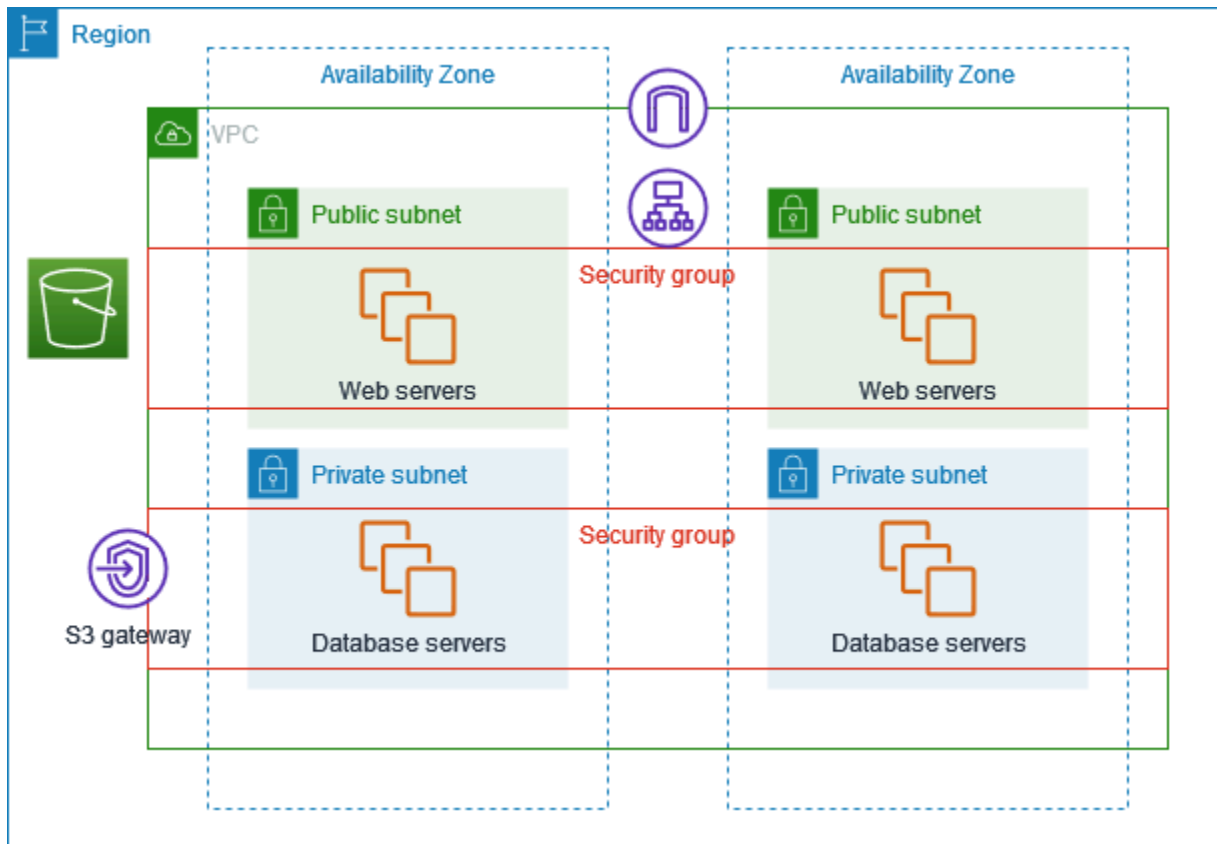 Region
Availability Zone
Availability Zone
VPC
Public subnet
Public subnet
Security group
Web servers
Web servers
Private subnet
Private subnet
Security group
S3 gateway
Database servers
Database servers